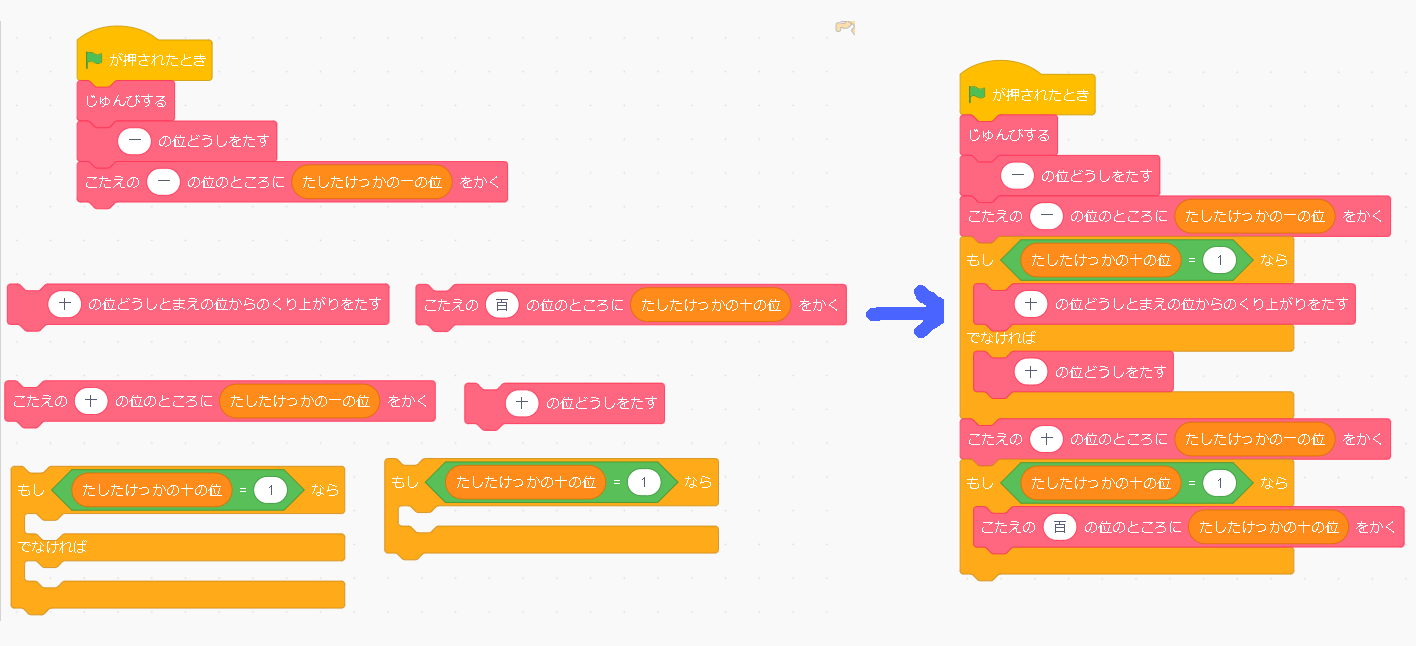 が押されたとき
じゅんびする
一 の位どうしをたす
こたえの 一 の位のところに たしたけっかの一の位 をかく
十 の位どうしとまえの位からのくり上がりをたす
こたえの 百 の位のところに たしたけっかの十の位 をかく
こたえの 十 の位のところに たしたけっかの一の位 をかく
十 の位どうしをたす
もし たしたけっかの十の位 = 1 なら
でなければ
もし たしたけっかの十の位 = 1 なら
が押されたとき
じゅんびする
一 の位どうしをたす
こたえの 一 の位のところに たしたけっかの一の位 をかく
もし たしたけっかの十の位 = 1 なら
十 の位どうしとまえの位からのくり上がりをたす
でなければ
十 の位どうしをたす
こたえの 十 の位のところに たしたけっかの一の位 をかく
もし たしたけっかの十の位 = 1 なら
こたえの 百 の位のところに たしたけっかの十の位 をかく